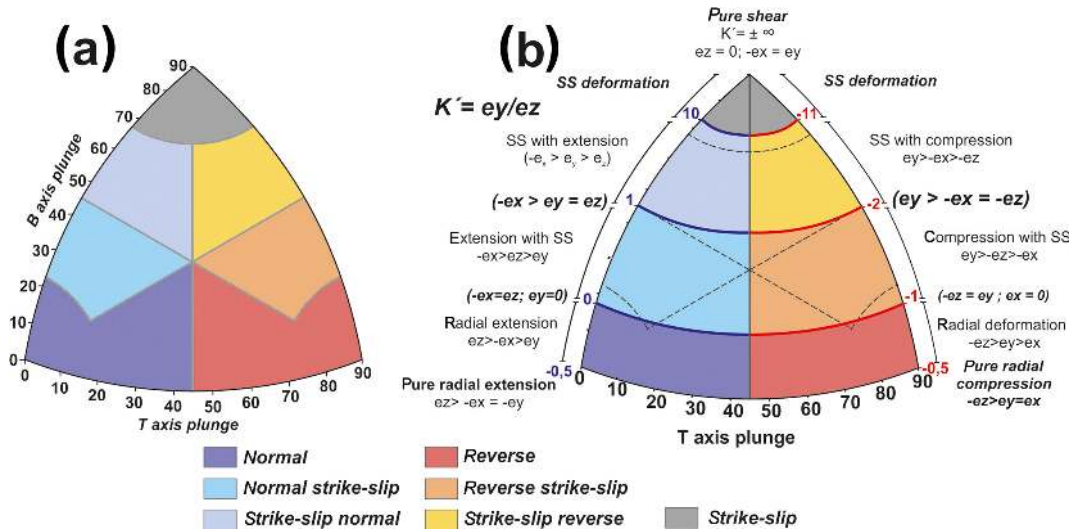 (a)
90
80
70
60
50
40
30
20
10
0
B axis plunge
10
20
30
40
50
60
70
80
90
T axis plunge
(b)
Pure shear
K´= ± ∞
ez = 0; -ex = ey
SS deformation
SS deformation
K´= ey/ez
10
-11
SS with extension
(-eₓ > eᵧ > e_z)
SS with compression
ey>-ex>-ez
(-ex > ey = ez)
1
-2
(ey > -ex = -ez)
Extension with SS
-ex>ez>ey
Compression with SS
ey>-ez>-ex
(-ex=ez; ey=0)
0
-1
(-ez = ey ; ex = 0)
Radial extension
ez>-ex>ey
Radial deformation
-ez>ey>ex
-0,5
-0,5
Pure radial extension
ez> -ex = -ey
Pure radial
compression
-ez>ey=ex
0
10
20
30
40
50
60
70
80
90
T axis plunge
Normal
Reverse
Normal strike-slip
Reverse strike-slip
Strike-slip normal
Strike-slip reverse
Strike-slip